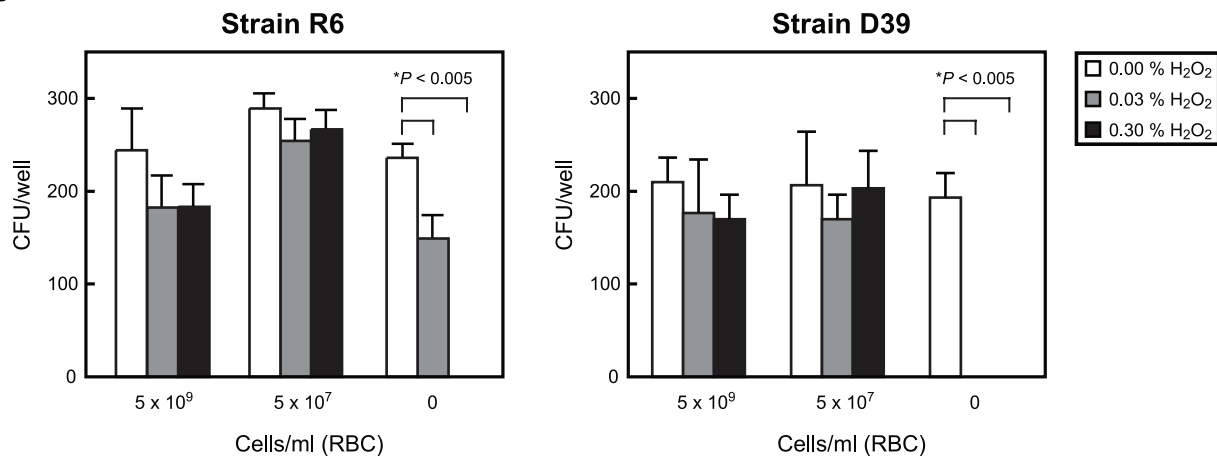 Strain R6
*P < 0.005
300
200
100
0
CFU/well
5 x 10⁹
5 x 10⁷
0
Cells/ml (RBC)
Strain D39
*P < 0.005
300
200
100
0
CFU/well
5 x 10⁹
5 x 10⁷
0
Cells/ml (RBC)
0.00 % H₂O₂
0.03 % H₂O₂
0.30 % H₂O₂